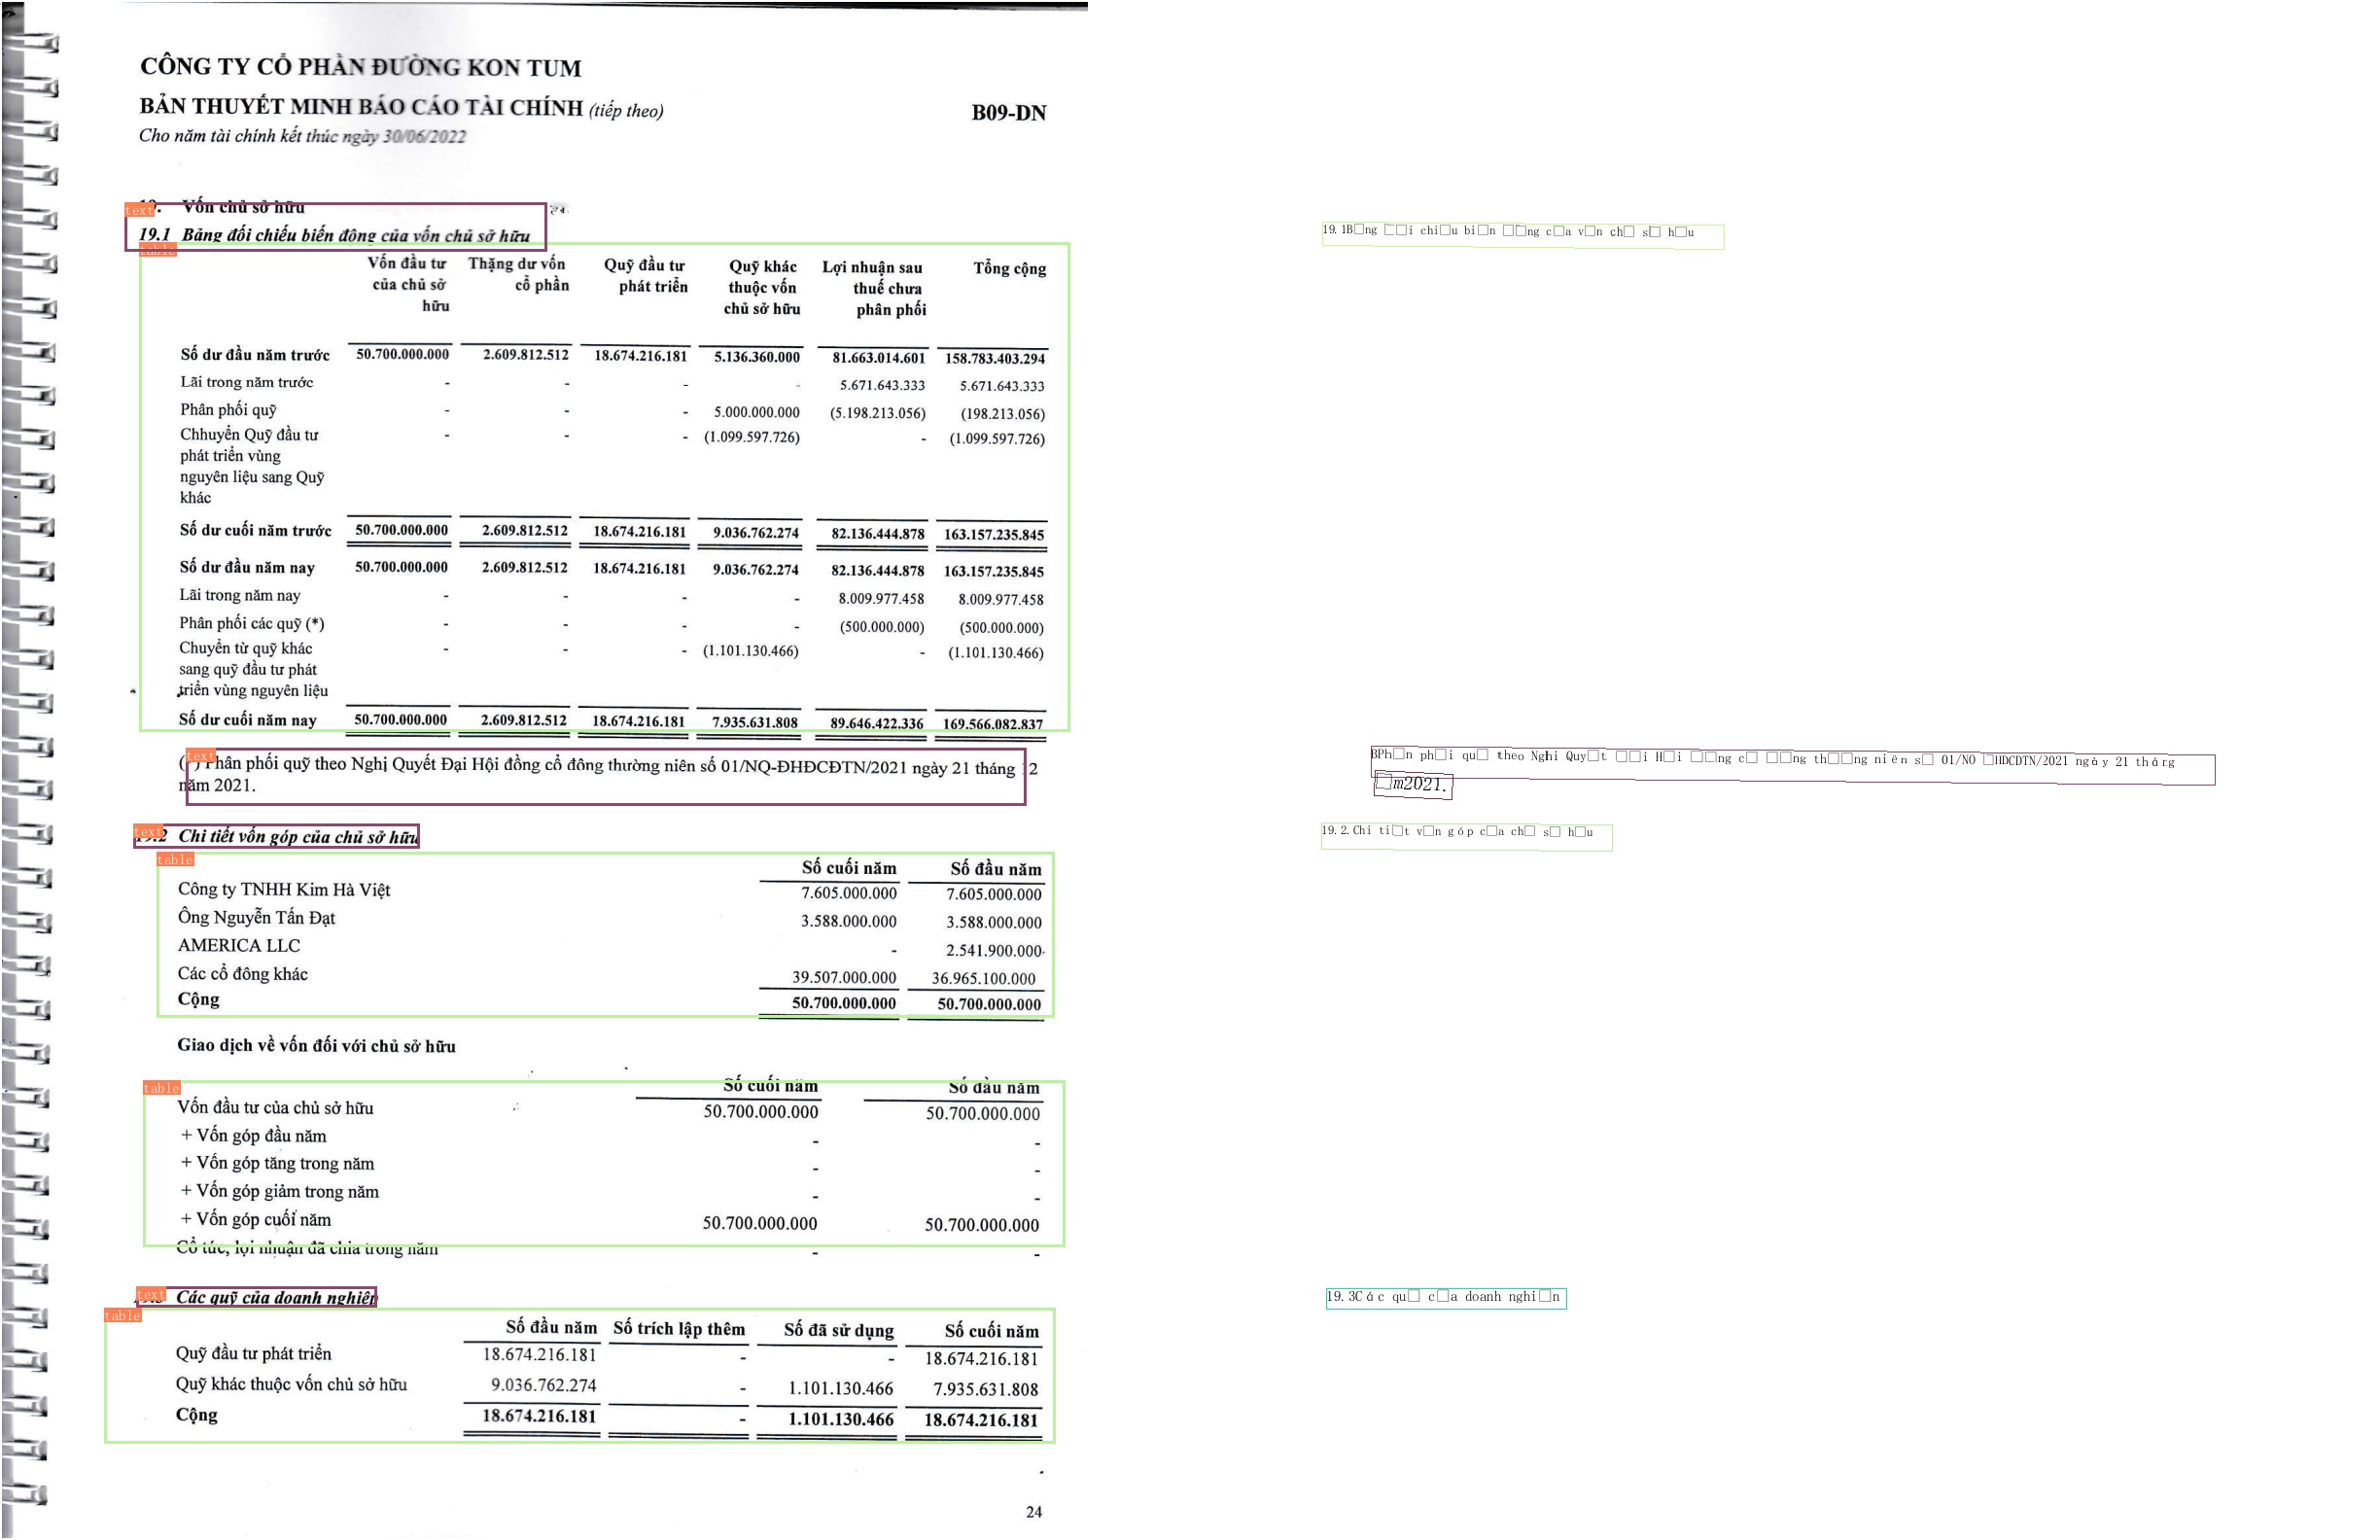 CÔNG TY CỔ PHẦN ĐƯỜNG KON TUM
BẢN THUYẾT MINH BÁO CÁO TÀI CHÍNH (tiếp theo) B09-DN
Cho năm tài chính kết thúc ngày 30/06/2022
text Vốn chủ sở hữu
19.1 Bảng đối chiếu biến động của vốn chủ sở hữu
table
Vốn đầu tư Thặng dư vốn Quỹ đầu tư Quỹ khác Lợi nhuận sau Tổng cộng
của chủ sở cổ phần phát triển thuộc vốn thuế chưa
hữu chủ sở hữu phân phối
Số dư đầu năm trước 50.700.000.000 2.609.812.512 18.674.216.181 5.136.360.000 81.663.014.601 158.783.403.294
Lãi trong năm trước - - - - 5.671.643.333 5.671.643.333
Phân phối quỹ - - - 5.000.000.000 (5.198.213.056) (198.213.056)
Chhuyển Quỹ đầu tư - - - (1.099.597.726) - (1.099.597.726)
phát triển vùng
nguyên liệu sang Quỹ
khác
Số dư cuối năm trước 50.700.000.000 2.609.812.512 18.674.216.181 9.036.762.274 82.136.444.878 163.157.235.845
Số dư đầu năm nay 50.700.000.000 2.609.812.512 18.674.216.181 9.036.762.274 82.136.444.878 163.157.235.845
Lãi trong năm nay - - - - 8.009.977.458 8.009.977.458
Phân phối các quỹ (*) - - - - (500.000.000) (500.000.000)
Chuyển từ quỹ khác - - - (1.101.130.466) - (1.101.130.466)
sang quỹ đầu tư phát
triển vùng nguyên liệu
Số dư cuối năm nay 50.700.000.000 2.609.812.512 18.674.216.181 7.935.631.808 89.646.422.336 169.566.082.837
text
Phân phối quỹ theo Nghị Quyết Đại Hội đồng cổ đông thường niên số 01/NQ-ĐHĐCĐTN/2021 ngày 21 tháng 12
năm 2021.
text Chi tiết vốn góp của chủ sở hữu
table
Số cuối năm Số đầu năm
Công ty TNHH Kim Hà Việt 7.605.000.000 7.605.000.000
Ông Nguyễn Tấn Đạt 3.588.000.000 3.588.000.000
AMERICA LLC - 2.541.900.000
Các cổ đông khác 39.507.000.000 36.965.100.000
Cộng 50.700.000.000 50.700.000.000
Giao dịch về vốn đối với chủ sở hữu
table
Số cuối năm Số đầu năm
Vốn đầu tư của chủ sở hữu 50.700.000.000 50.700.000.000
+ Vốn góp đầu năm - -
+ Vốn góp tăng trong năm - -
+ Vốn góp giảm trong năm - -
+ Vốn góp cuối năm 50.700.000.000 50.700.000.000
Cổ tức, lợi nhuận đã chia trong năm - -
text Các quỹ của doanh nghiệp
table
Số đầu năm Số trích lập thêm Số đã sử dụng Số cuối năm
Quỹ đầu tư phát triển 18.674.216.181 - - 18.674.216.181
Quỹ khác thuộc vốn chủ sở hữu 9.036.762.274 - 1.101.130.466 7.935.631.808
Cộng 18.674.216.181 - 1.101.130.466 18.674.216.181
24
19.1B□ng □□i chi□u bi□n □□ng c□a v□n ch□ s□ h□u
BPh□n ph□i qu□ theo Nghi Quy□t □□i H□i □□ng c□ □□ng th□□ng niên s□ 01/NO □HDCDTN/2021 ngày 21 tháng
□m2021.
19.2.Chi ti□t v□n góp c□a ch□ s□ h□u
19.3Các qu□ c□a doanh nghi□n